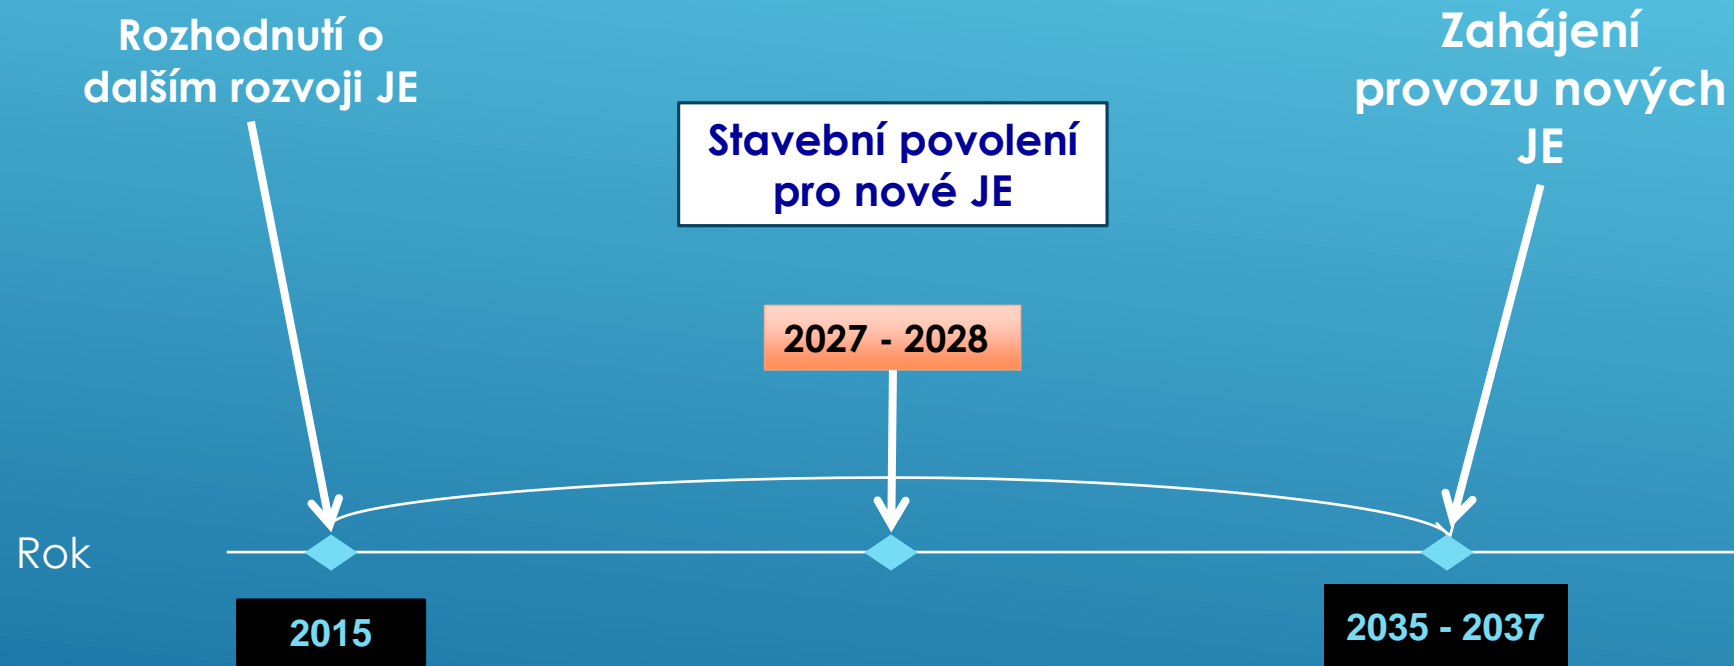 Rozhodnutí o
dalším rozvoji JE
Stavební povolení
pro nové JE
Zahájení
provozu nových
JE
2027 - 2028
Rok
2015
2035 - 2037